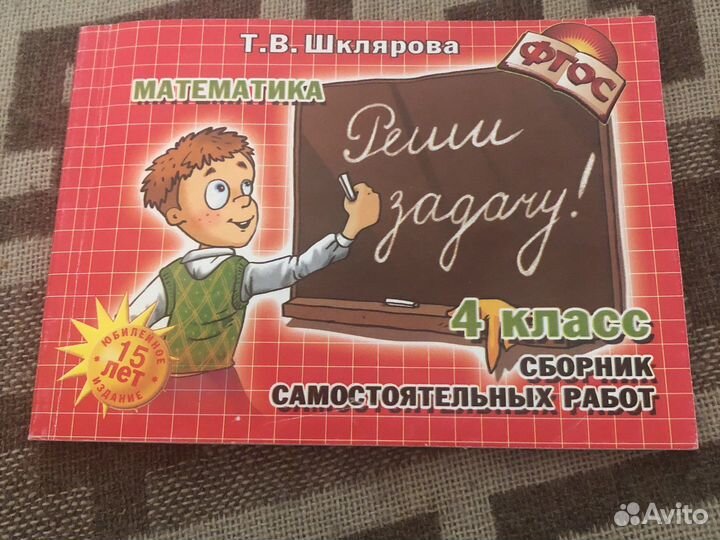 Т.В. Шклярова
ФГОС
МАТЕМАТИКА
Реши
задачу!
4 класс
СБОРНИК
САМОСТОЯТЕЛЬНЫХ РАБОТ
ЮБИЛЕЙНОЕ
15
лет
ИЗДАНИЕ
Avito